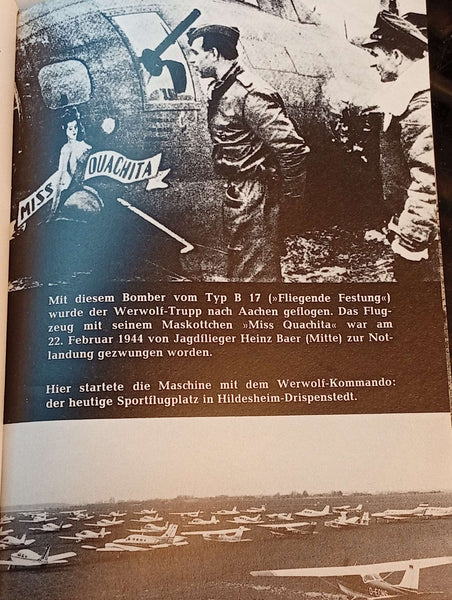 MISS OUACHITA
Mit diesem Bomber vom Typ B 17 (»Fliegende Festung«)
wurde der Werwolf-Trupp nach Aachen geflogen. Das Flug-
zeug mit seinem Maskottchen »Miss Quachita« war am
22. Februar 1944 von Jagdflieger Heinz Baer (Mitte) zur Not-
landung gezwungen worden.
Hier startete die Maschine mit dem Werwolf-Kommando:
der heutige Sportflugplatz in Hildesheim-Drispenstedt.